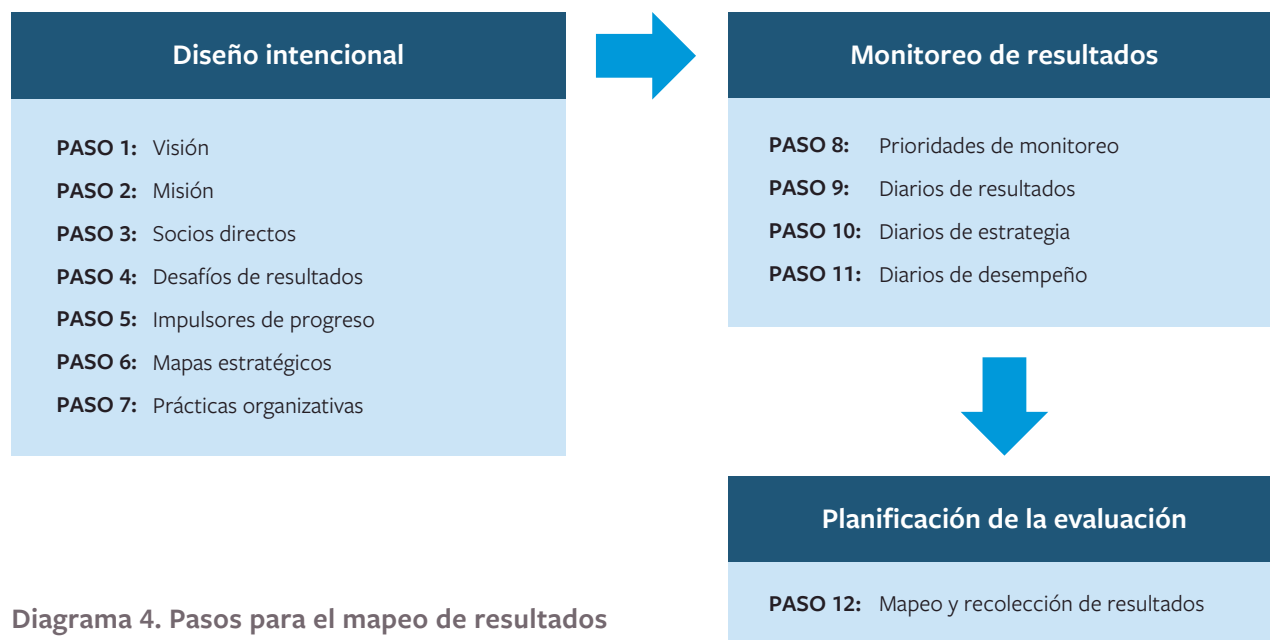 Diseño intencional
PASO 1: Visión
PASO 2: Misión
PASO 3: Socios directos
PASO 4: Desafíos de resultados
PASO 5: Impulsores de progreso
PASO 6: Mapas estratégicos
PASO 7: Prácticas organizativas
Monitoreo de resultados
PASO 8: Prioridades de monitoreo
PASO 9: Diarios de resultados
PASO 10: Diarios de estrategia
PASO 11: Diarios de desempeño
Planificación de la evaluación
PASO 12: Mapeo y recolección de resultados
Diagrama 4. Pasos para el mapeo de resultados